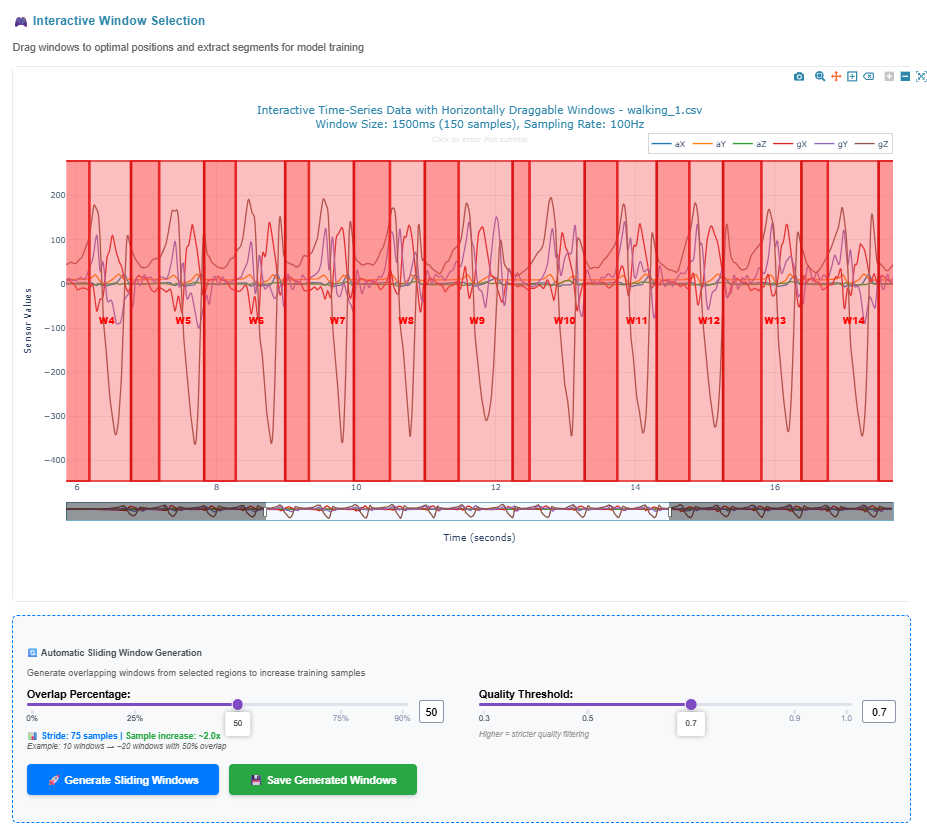 🎮 Interactive Window Selection
Drag windows to optimal positions and extract segments for model training
Interactive Time-Series Data with Horizontally Draggable Windows - walking_1.csv
Window Size: 1500ms (150 samples), Sampling Rate: 100Hz
Click to enter Plot subtitle
aX aY aZ gX gY gZ
200
100
0
−100
−200
−300
−400
Sensor Values
W4 W5 W6 W7 W8 W9 W10 W11 W12 W13 W14
6 8 10 12 14 16
Time (seconds)
Automatic Sliding Window Generation
Generate overlapping windows from selected regions to increase training samples
Overlap Percentage:
0% 25% 50 75% 90% 50
📊 Stride: 75 samples | Sample increase: ~2.0x
Example: 10 windows → ~20 windows with 50% overlap
Quality Threshold:
0.3 0.5 0.7 0.9 1.0 0.7
Higher = stricter quality filtering
🚀 Generate Sliding Windows
💾 Save Generated Windows